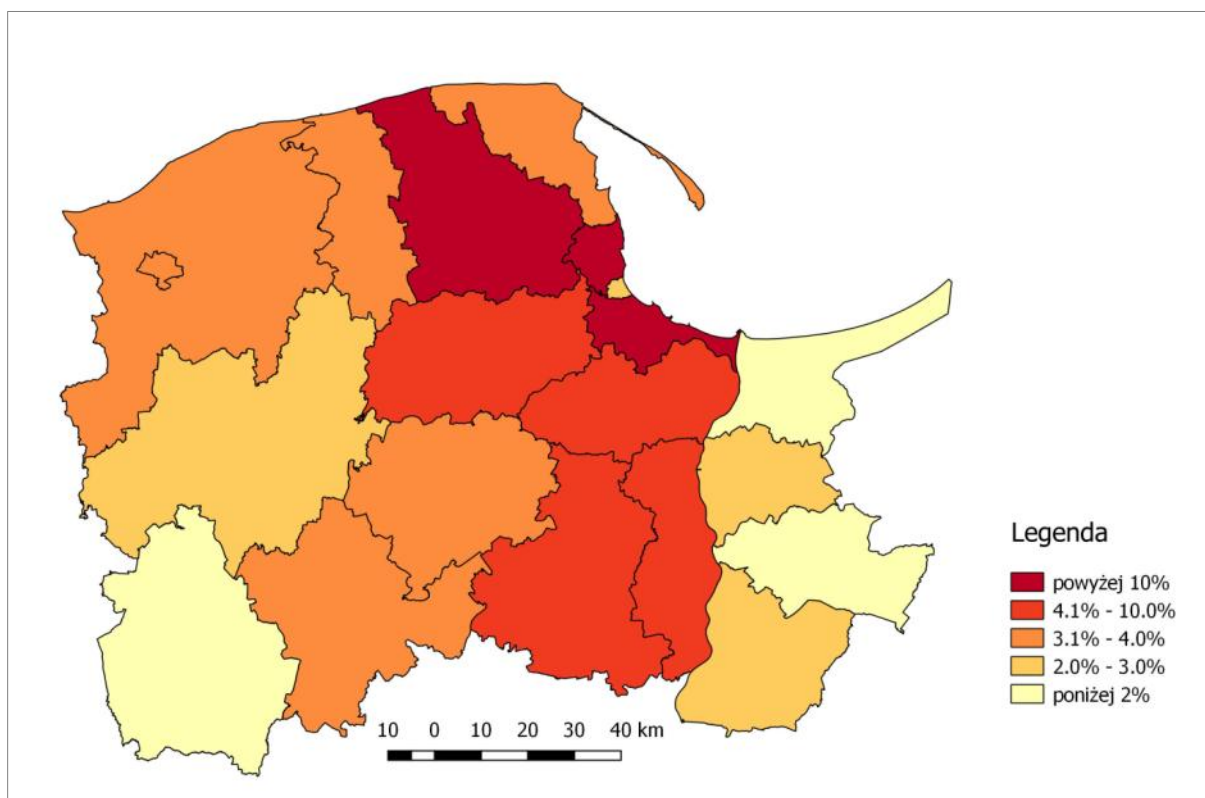 Legenda
powyżej 10%
4.1% - 10.0%
3.1% - 4.0%
2.0% - 3.0%
poniżej 2%
10 0 10 20 30 40 km